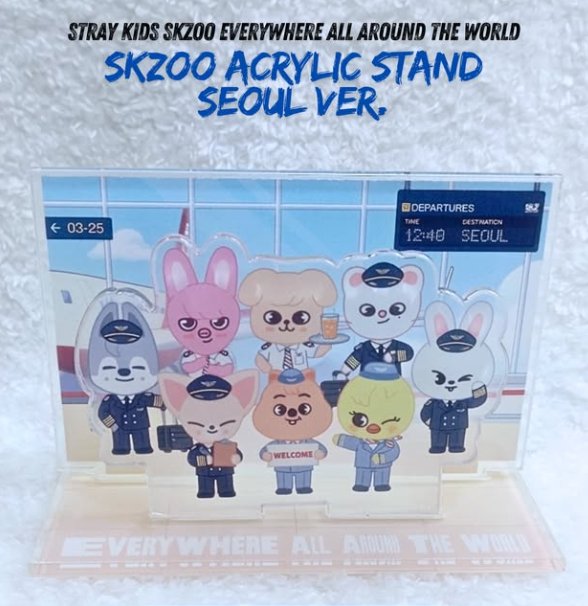 STRAY KIDS SKZOO EVERYWHERE ALL AROUND THE WORLD
SKZOO ACRYLIC STAND
SEOUL VER.
← 03-25
DEPARTURES
TIME DESTINATION
12:40 SEOUL
WELCOME
EVERYWHERE ALL AROUND THE WORLD